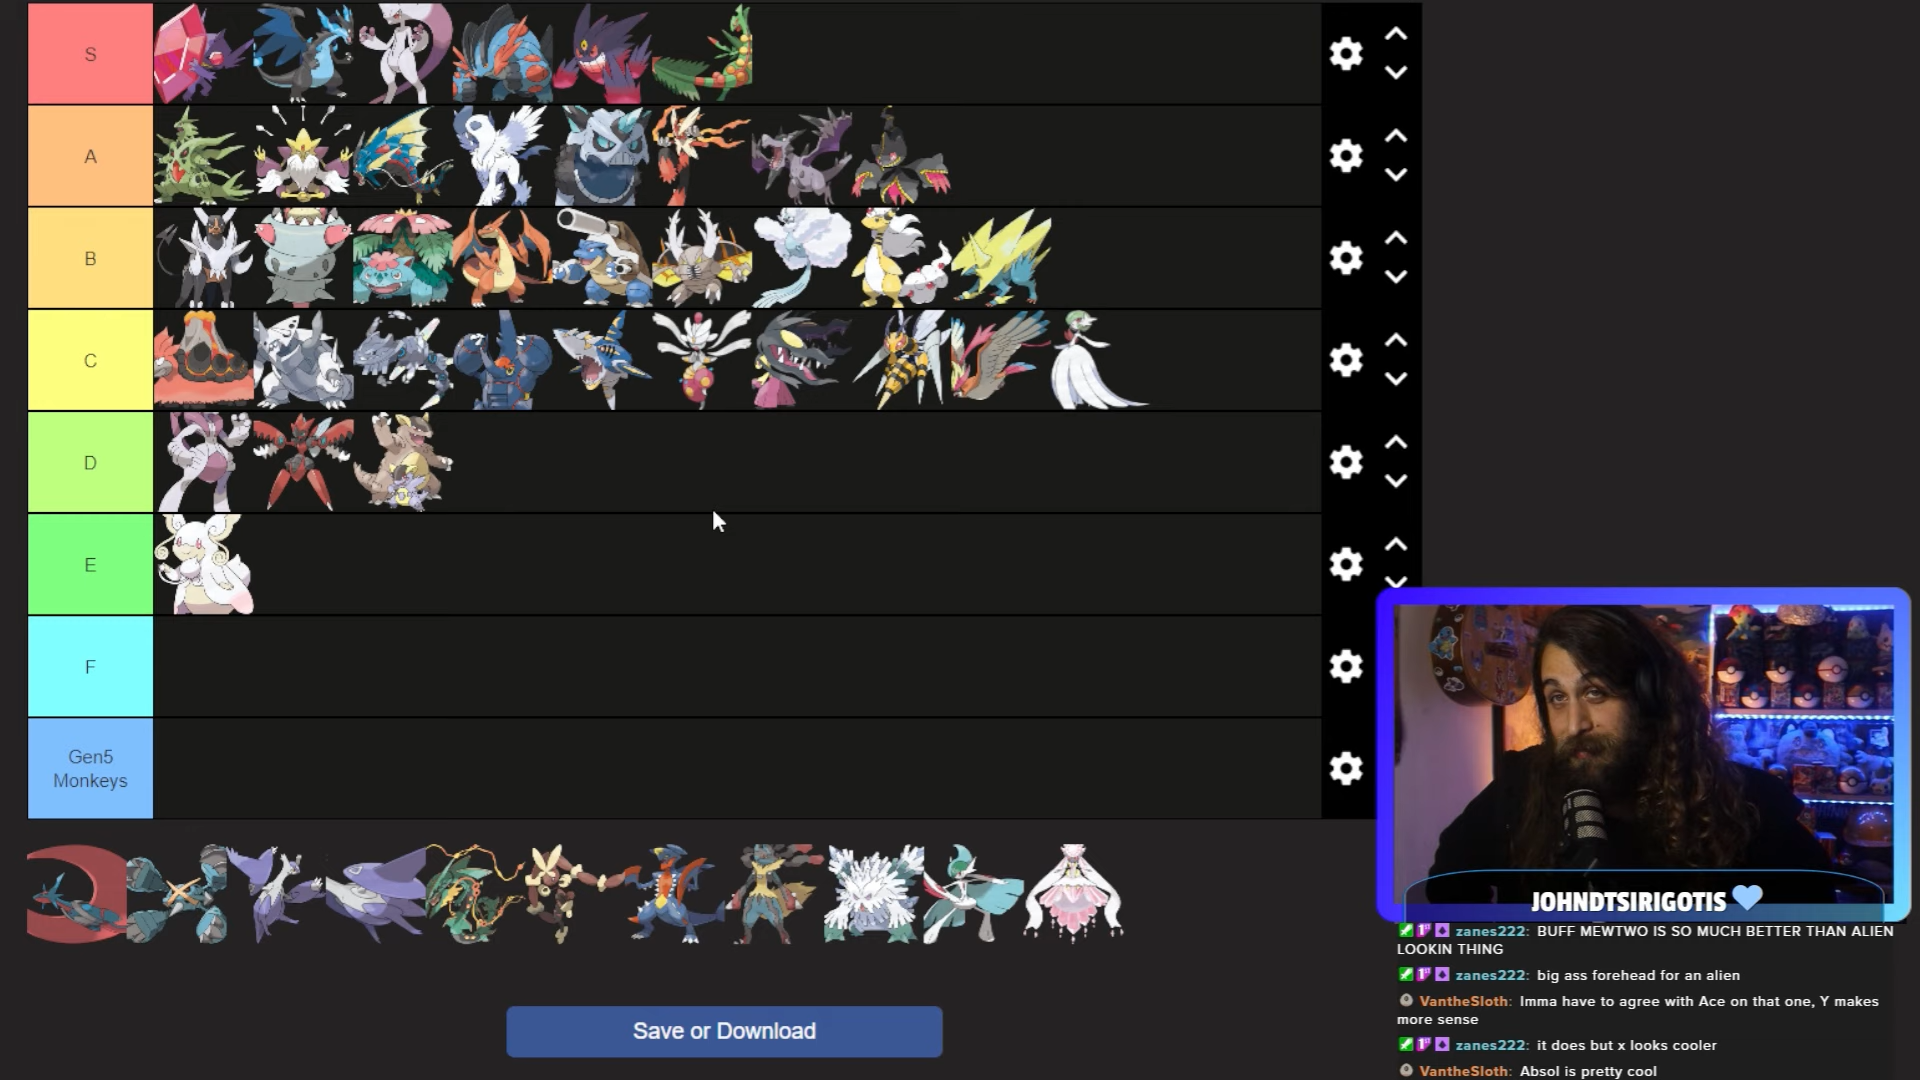 S
A
B
C
D
E
F
Gen5
Monkeys
Save or Download
JOHNDTSIRIGOTIS
zanes222: BUFF MEWTWO IS SO MUCH BETTER THAN ALIEN
LOOKIN THING
zanes222: big ass forehead for an alien
VantheSloth: Imma have to agree with Ace on that one, Y makes
more sense
zanes222: it does but x looks cooler
VantheSloth: Absol is pretty cool